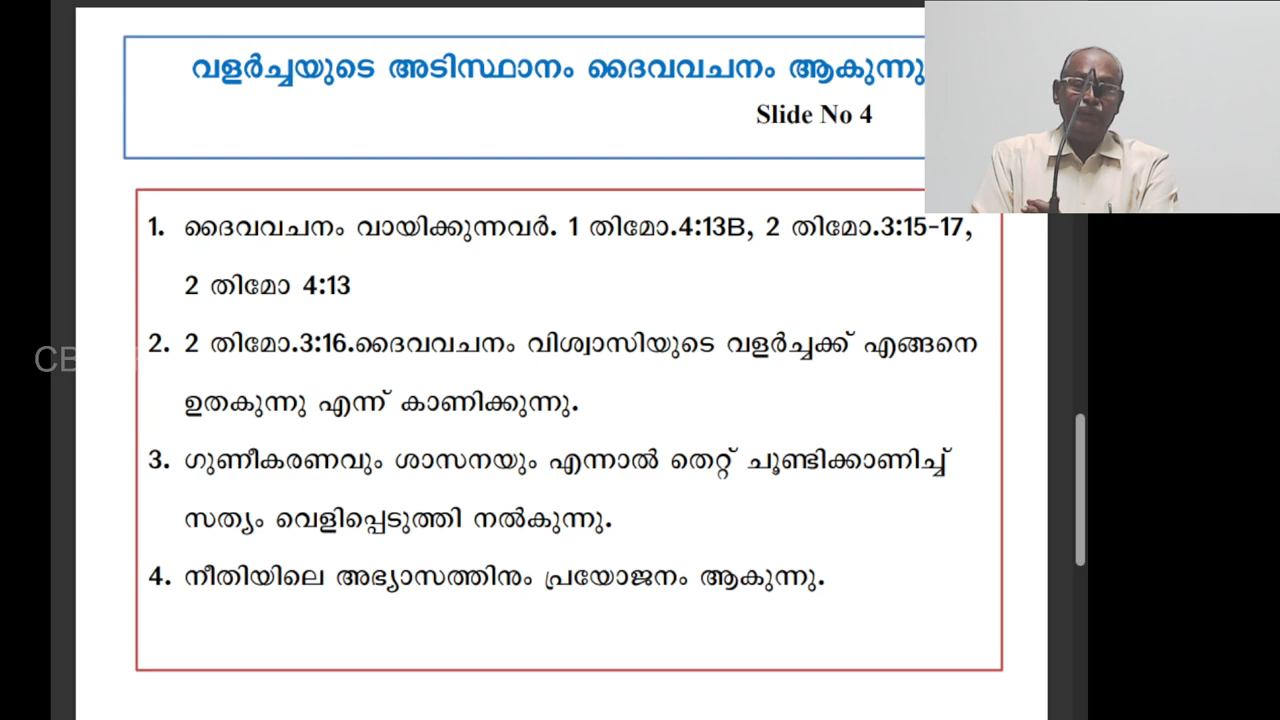 വളർച്ചയുടെ അടിസ്ഥാനം ദൈവവചനം ആകുന്നു
Slide No 4
1. ദൈവവചനം വായിക്കുന്നവർ. 1 തിമോ.4:13B, 2 തിമോ.3:15-17,
2 തിമോ 4:13
2. 2 തിമോ.3:16.ദൈവവചനം വിശ്വാസിയുടെ വളർച്ചക്ക് എങ്ങനെ
ഉതകുന്നു എന്ന് കാണിക്കുന്നു.
3. ഗുണീകരണവും ശാസനയും എന്നാൽ തെറ്റ് ചൂണ്ടിക്കാണിച്ച്
സത്യം വെളിപ്പെടുത്തി നൽകുന്നു.
4. നീതിയിലെ അഭ്യാസത്തിനും പ്രയോജനം ആകുന്നു.